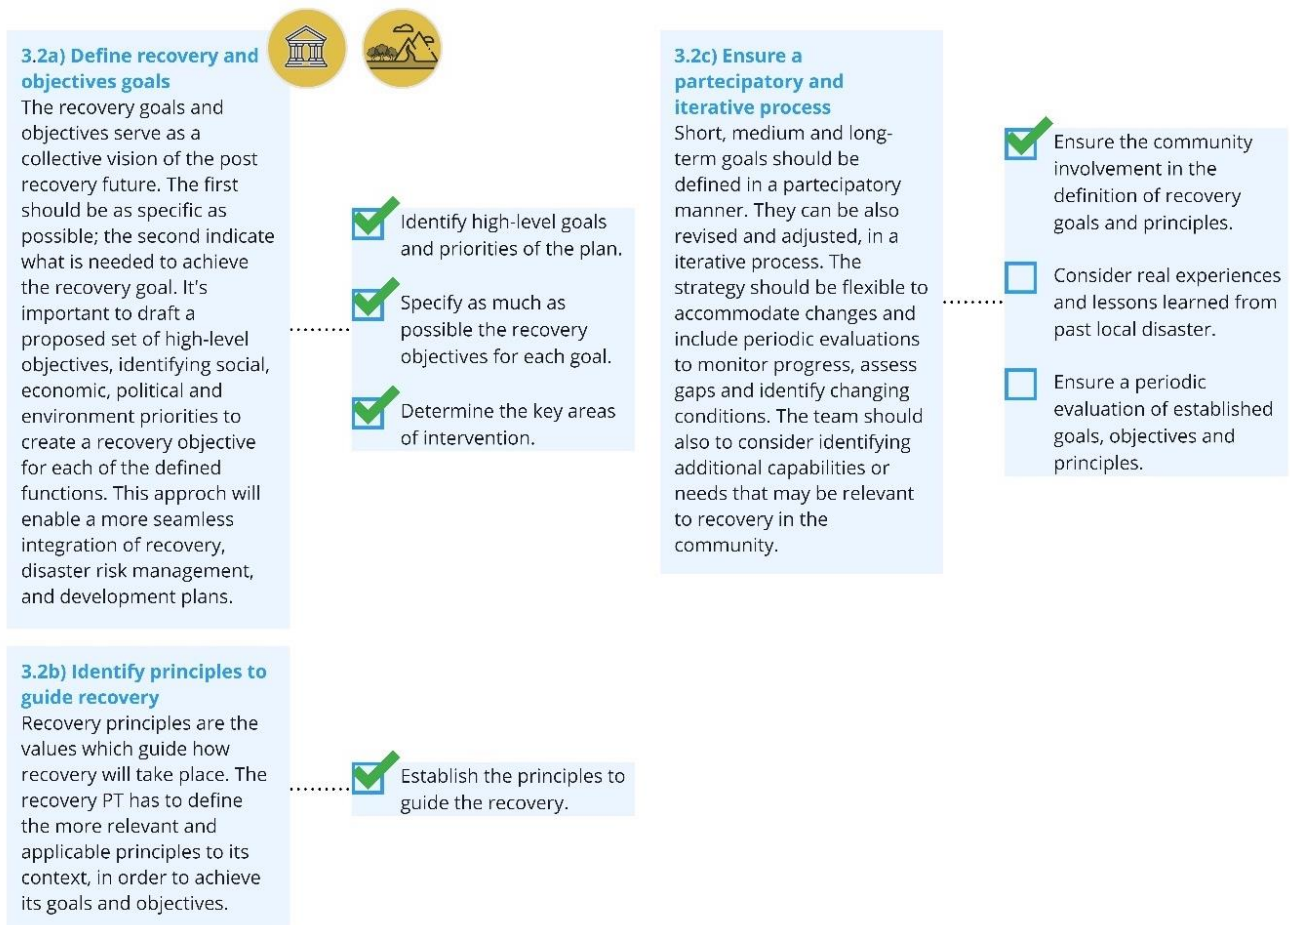 3.2a) Define recovery and
objectives goals
The recovery goals and
objectives serve as a
collective vision of the post
recovery future. The first
should be as specific as
possible; the second indicate
what is needed to achieve
the recovery goal. It's
important to draft a
proposed set of high-level
objectives, identifying social,
economic, political and
environment priorities to
create a recovery objective
for each of the defined
functions. This approch will
enable a more seamless
integration of recovery,
disaster risk management,
and development plans.
Identify high-level goals
and priorities of the plan.
Specify as much as
possible the recovery
objectives for each goal.
Determine the key areas
of intervention.
3.2b) Identify principles to
guide recovery
Recovery principles are the
values which guide how
recovery will take place. The
recovery PT has to define
the more relevant and
applicable principles to its
context, in order to achieve
its goals and objectives.
Establish the principles to
guide the recovery.
3.2c) Ensure a
partecipatory and
iterative process
Short, medium and long-
term goals should be
defined in a partecipatory
manner. They can be also
revised and adjusted, in a
iterative process. The
strategy should be flexible to
accommodate changes and
include periodic evaluations
to monitor progress, assess
gaps and identify changing
conditions. The team should
also to consider identifying
additional capabilities or
needs that may be relevant
to recovery in the
community.
Ensure the community
involvement in the
definition of recovery
goals and principles.
Consider real experiences
and lessons learned from
past local disaster.
Ensure a periodic
evaluation of established
goals, objectives and
principles.